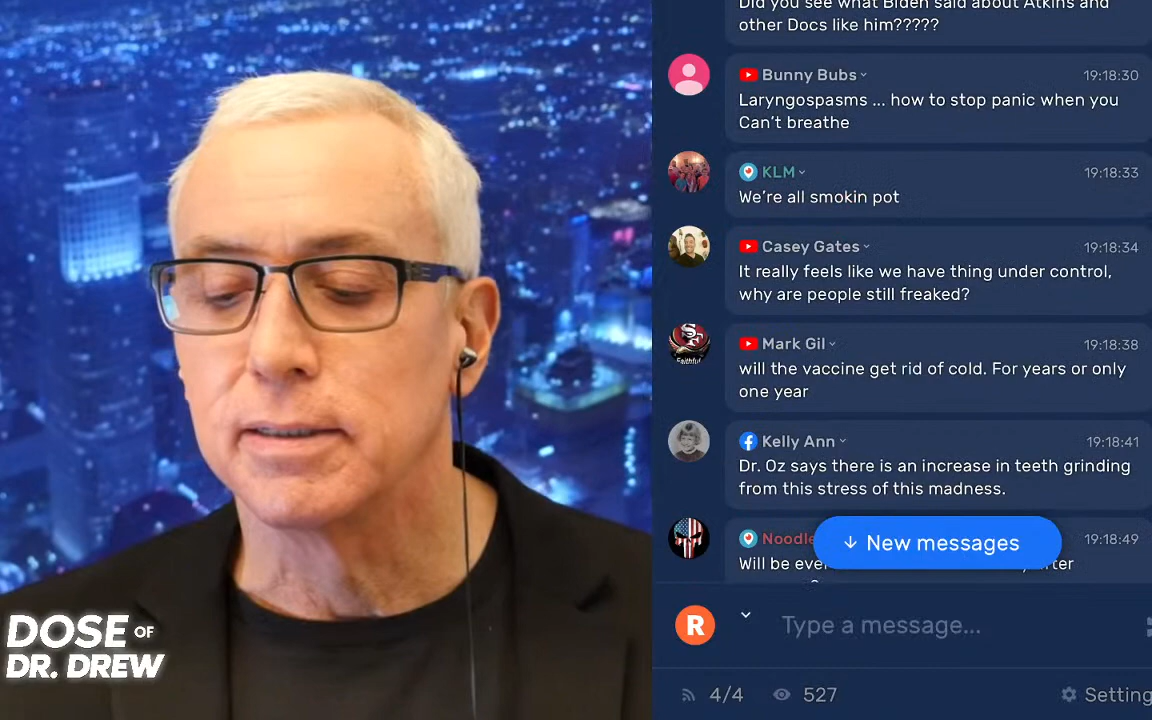 Did you see what Biden said about Atkins and
other Docs like him?????
Bunny Bubs 19:18:30
Laryngospasms ... how to stop panic when you
Can't breathe
KLM 19:18:33
We're all smokin pot
Casey Gates 19:18:34
It really feels like we have thing under control,
why are people still freaked?
Mark Gil 19:18:38
will the vaccine get rid of cold. For years or only
one year
Faithful
Kelly Ann 19:18:41
Dr. Oz says there is an increase in teeth grinding
from this stress of this madness.
Noodle 19:18:49
Will be
New messages
R
Type a message...
4/4 527 Setting
DOSE OF
DR. DREW